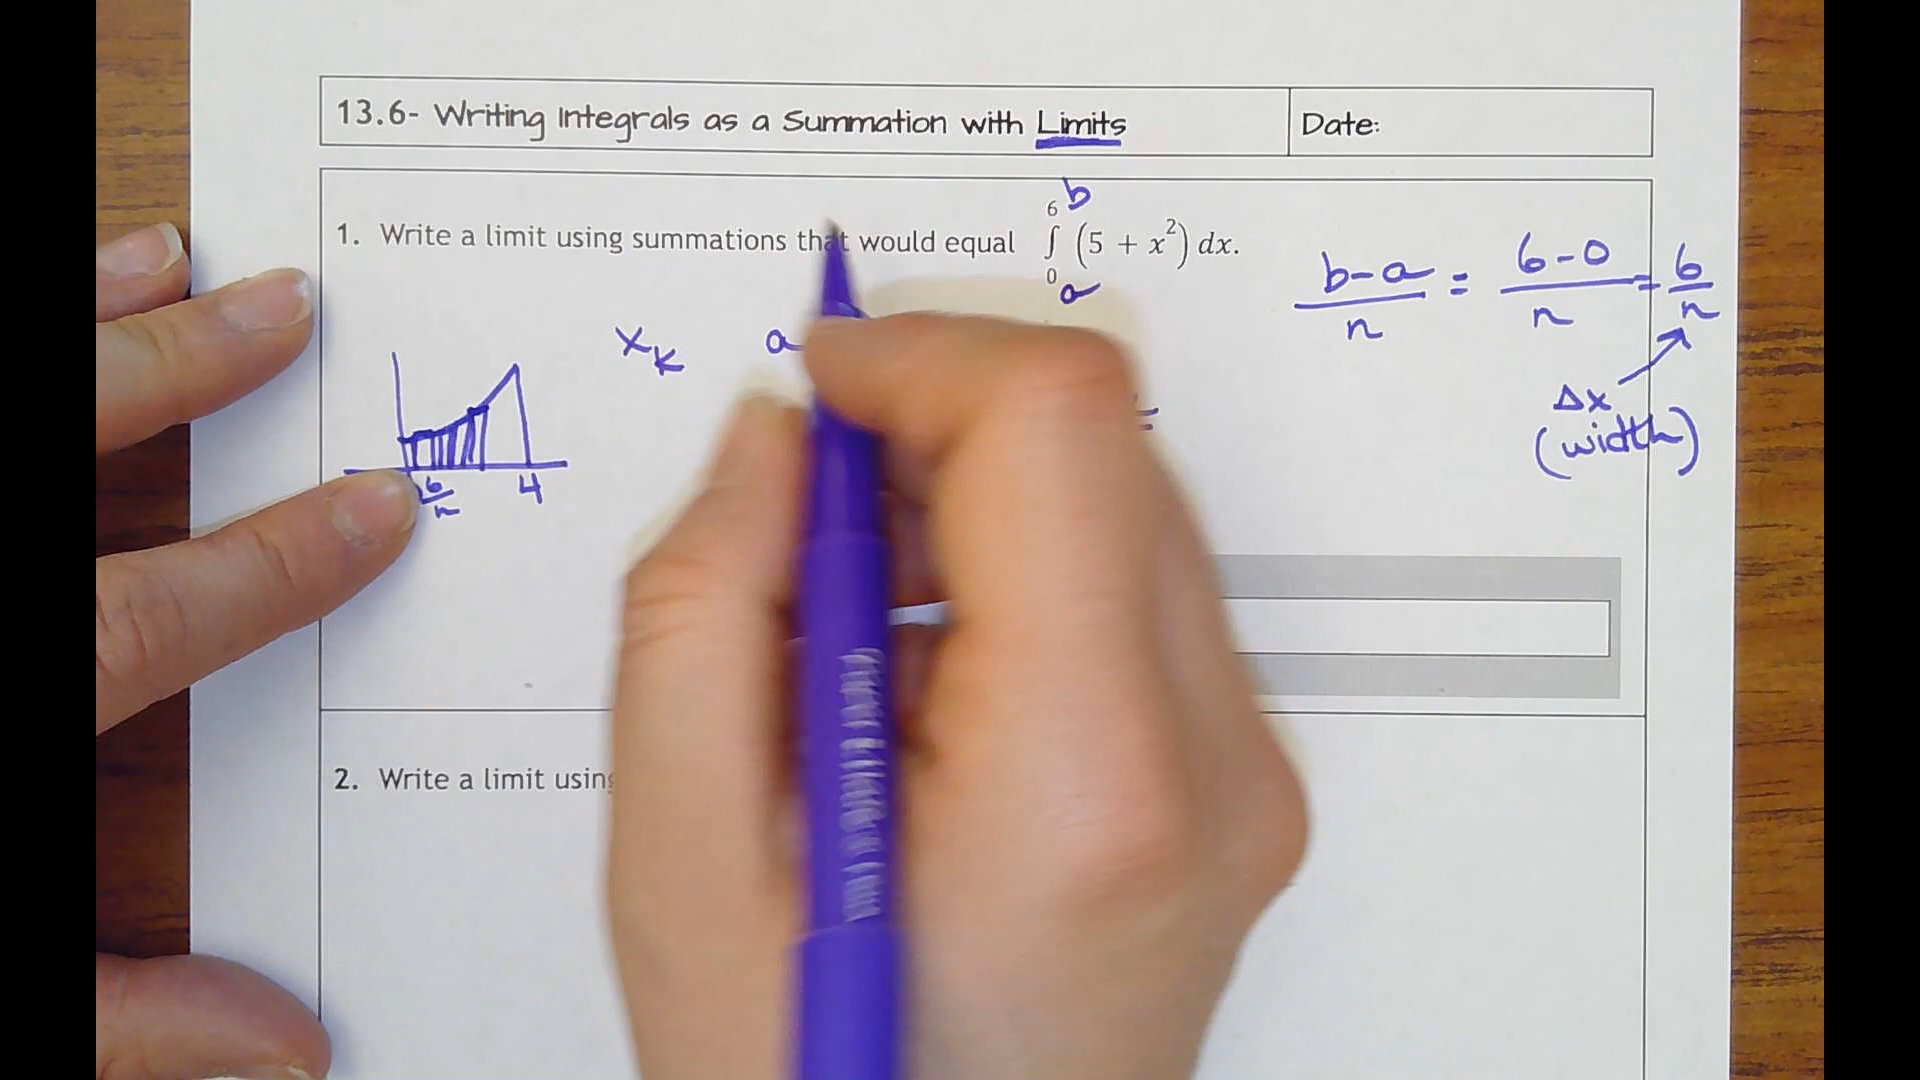 13.6- Writing Integrals as a Summation with Limits
Date:
1. Write a limit using summations that would equal ∫₀⁶ (5 + x²) dx.
b
a
b-a/n = 6-0/n = 6/n
x_k a
Δx
(width)
6/n 4
2. Write a limit using